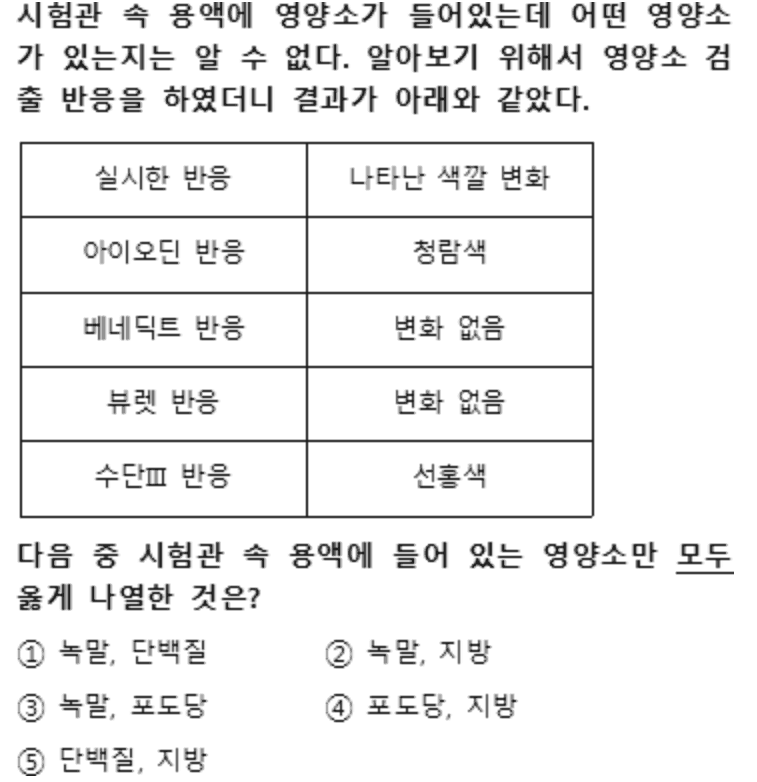 시험관 속 용액에 영양소가 들어있는데 어떤 영양소
가 있는지는 알 수 없다. 알아보기 위해서 영양소 검
출 반응을 하였더니 결과가 아래와 같았다.
실시한 반응 나타난 색깔 변화
아이오딘 반응 청람색
베네딕트 반응 변화 없음
뷰렛 반응 변화 없음
수단Ⅲ 반응 선홍색
다음 중 시험관 속 용액에 들어 있는 영양소만 모두
옳게 나열한 것은?
① 녹말, 단백질 ② 녹말, 지방
③ 녹말, 포도당 ④ 포도당, 지방
⑤ 단백질, 지방